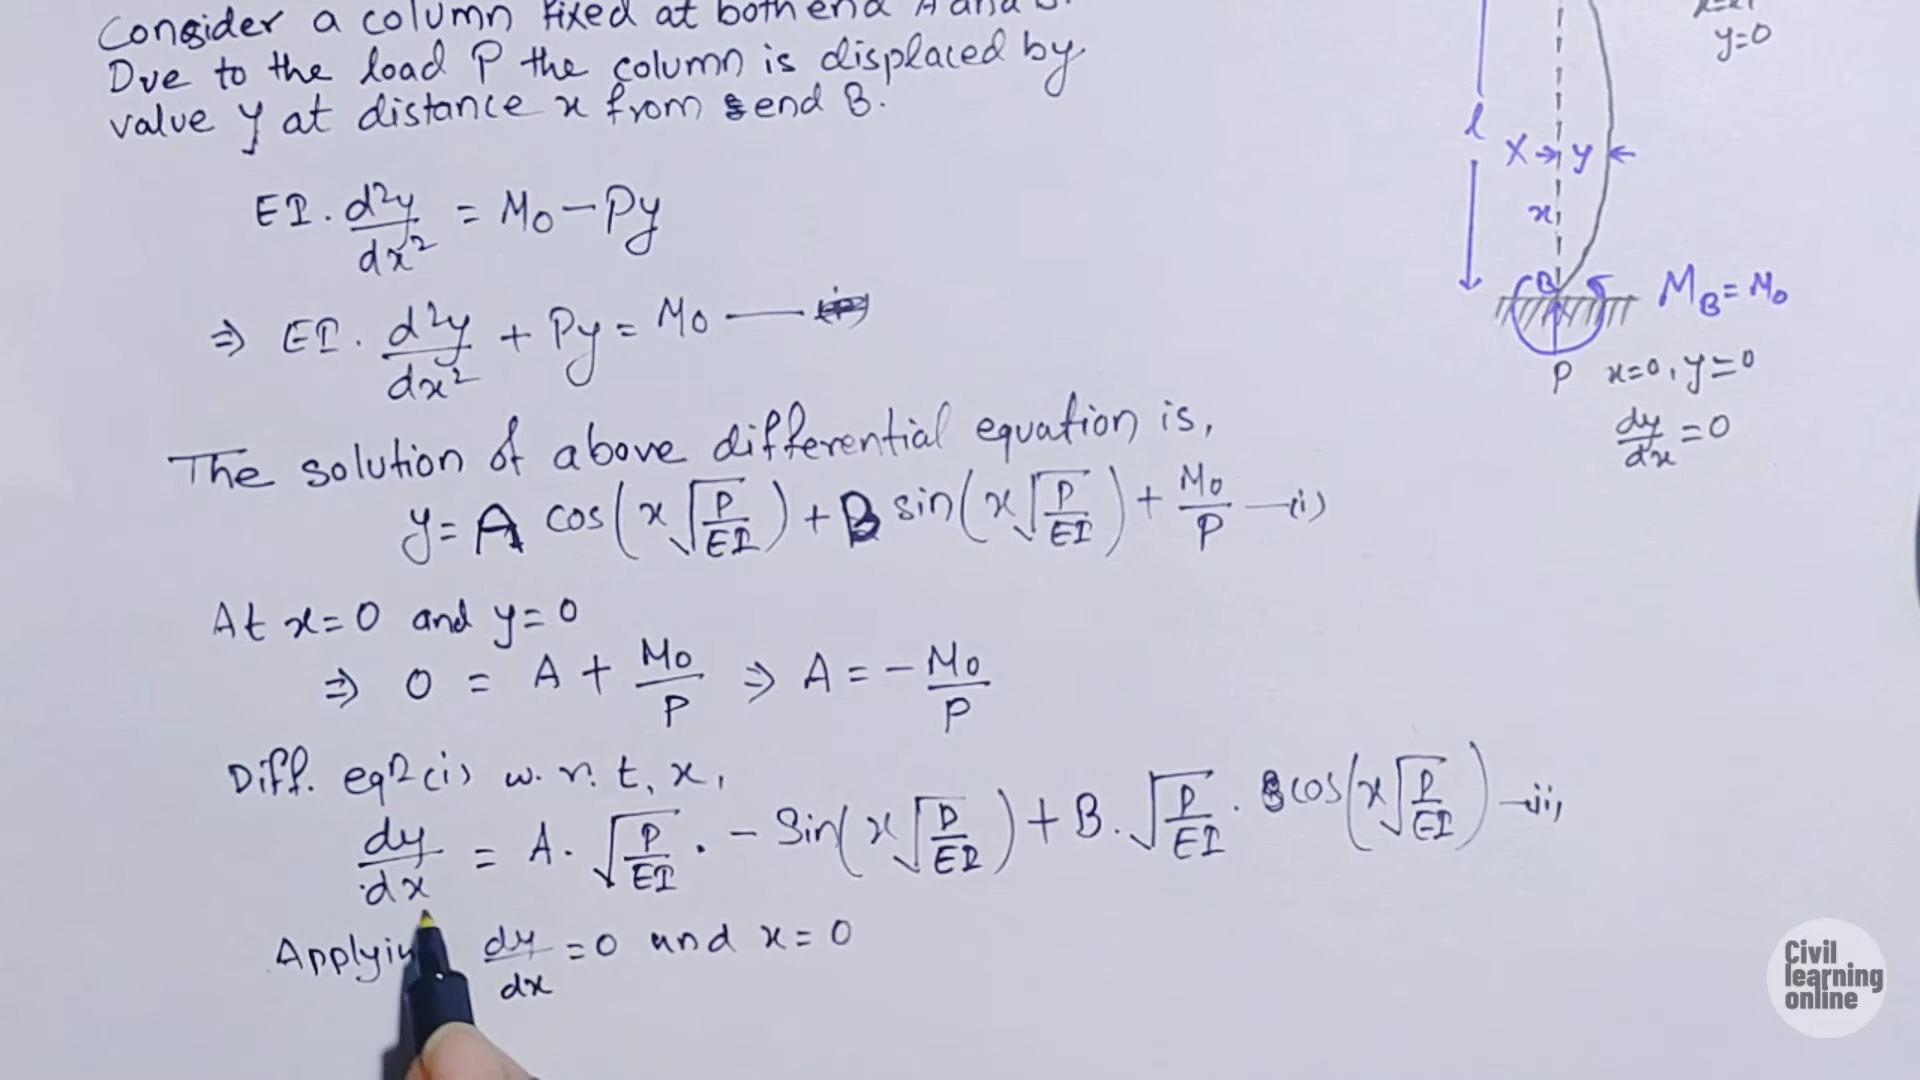 Consider a column fixed at both end A and B.
Due to the load P the column is displaced by
value y at distance x from end B.
EI. d²y/dx² = M₀ - Py
⇒ EI. d²y/dx² + Py = M₀ —
The solution of above differential equation is,
y = A cos(x√(P/EI)) + B sin(x√(P/EI)) + M₀/P —(i)
At x=0 and y=0
⇒ 0 = A + M₀/P ⇒ A = - M₀/P
Diff. eqn (i) w.r.t, x,
dy/dx = A. √(P/EI) . - Sin(x√(P/EI)) + B. √(P/EI) . cos(x√(P/EI)) —ii,
Applyin dy/dx = 0 and x = 0
y=0
l
X y
x
B
M_B = M₀
P x=0, y=0
dy/dx = 0
Civil
learning
online